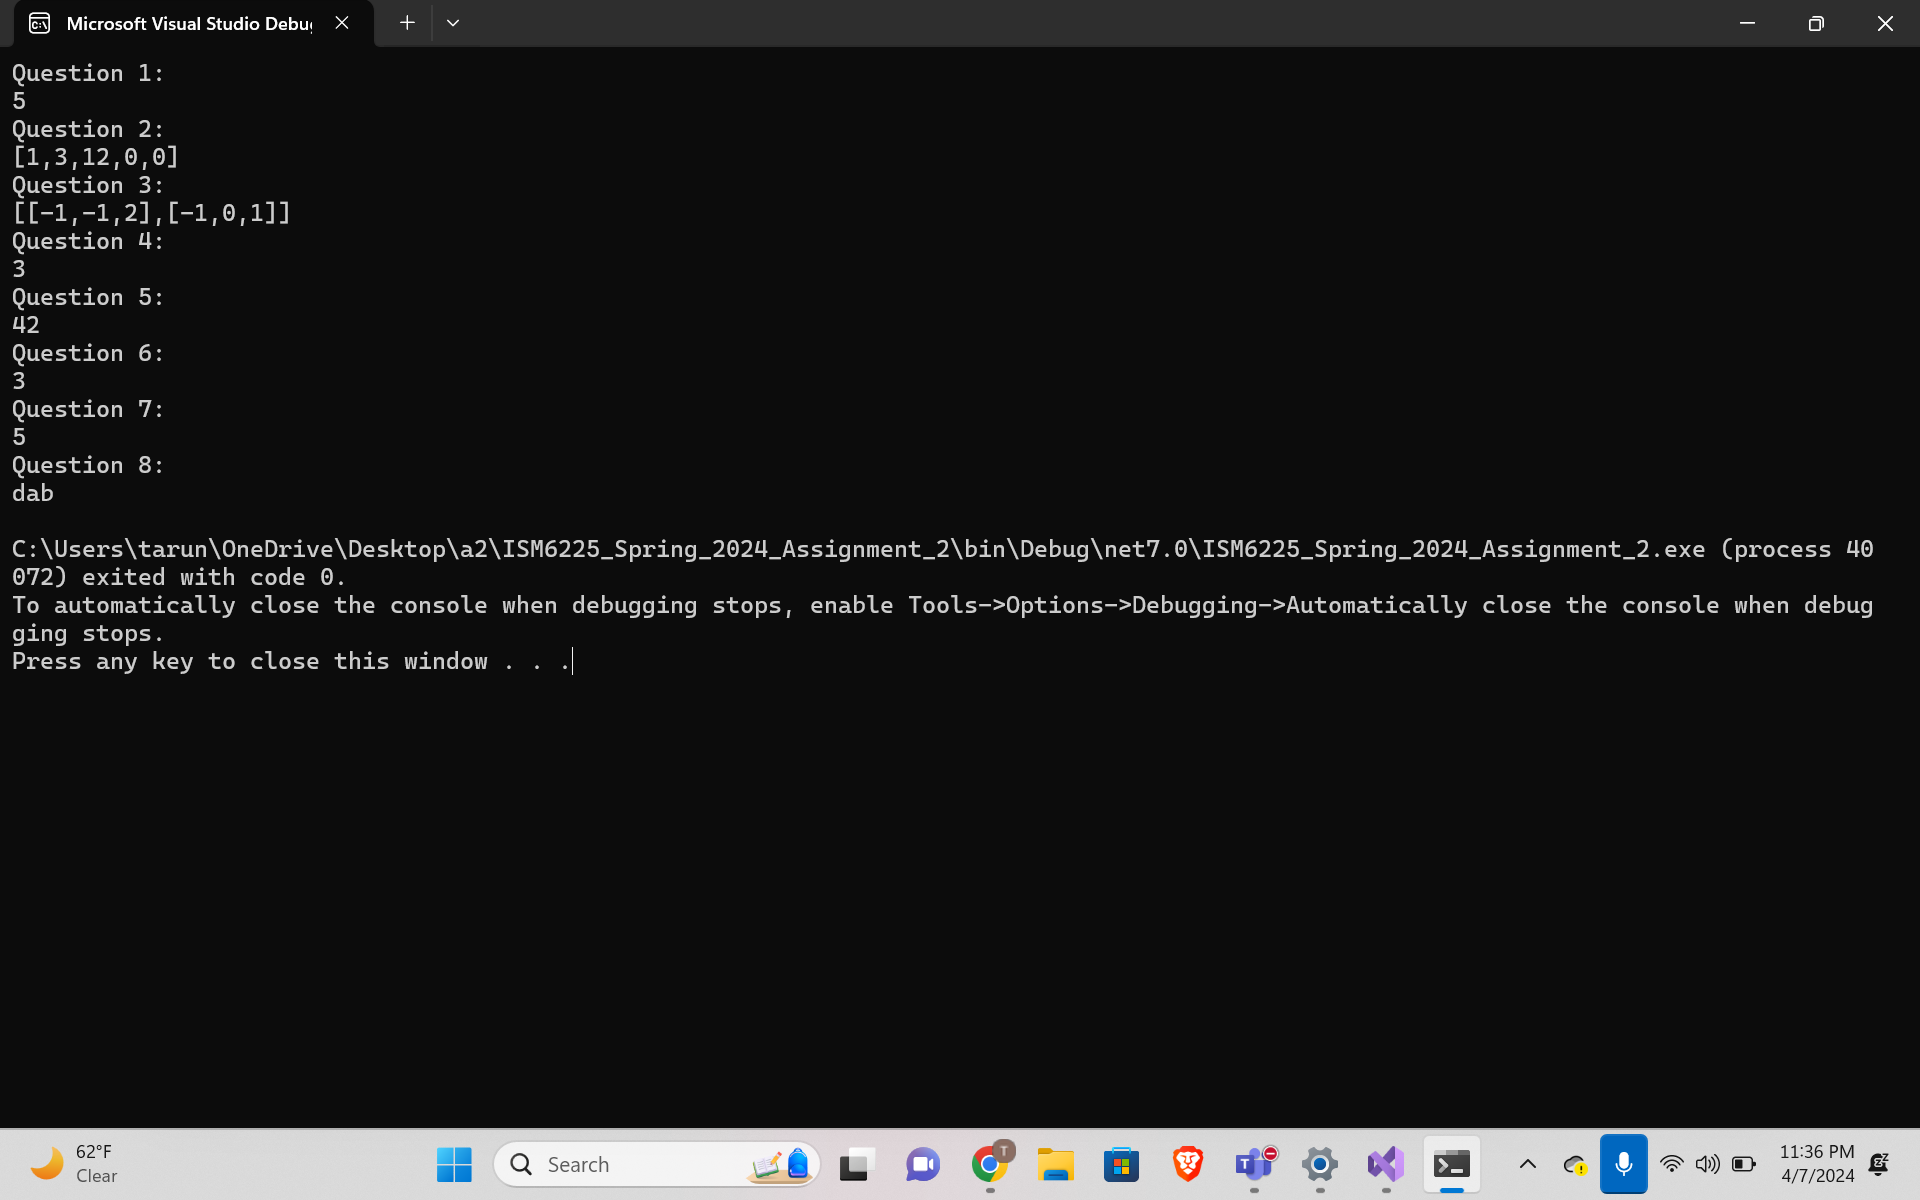 Microsoft Visual Studio Debu
Question 1:
5
Question 2:
[1,3,12,0,0]
Question 3:
[[-1,-1,2],[-1,0,1]]
Question 4:
3
Question 5:
42
Question 6:
3
Question 7:
5
Question 8:
dab
C:\Users\tarun\OneDrive\Desktop\a2\ISM6225_Spring_2024_Assignment_2\bin\Debug\net7.0\ISM6225_Spring_2024_Assignment_2.exe (process 40
072) exited with code 0.
To automatically close the console when debugging stops, enable Tools->Options->Debugging->Automatically close the console when debug
ging stops.
Press any key to close this window . . .
62°F
Clear
Search
T
11:36 PM
4/7/2024